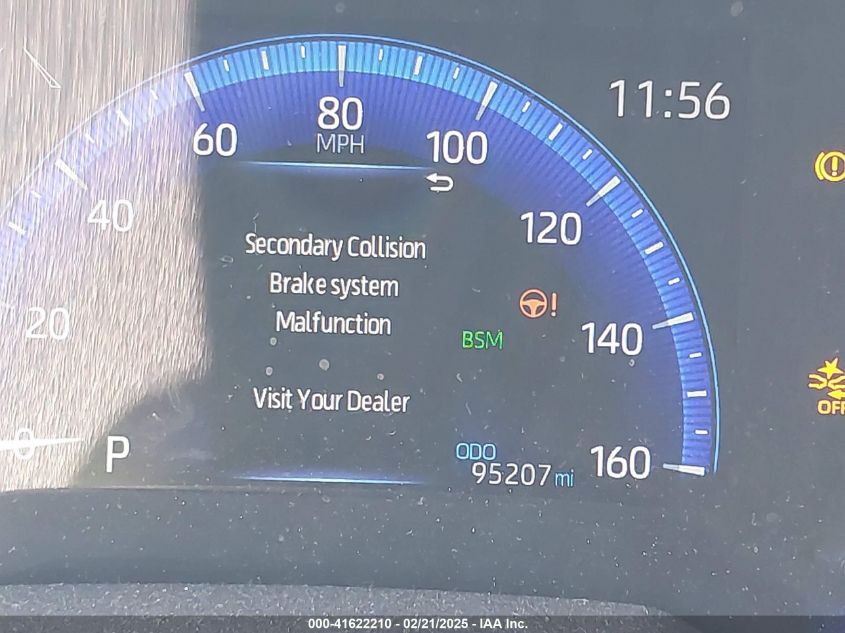 11:56
80
MPH
60
100
40
120
Secondary Collision
Brake system
Malfunction
20
BSM
140
Visit Your Dealer
OFF
0
P
ODO
95207 mi
160
000-41622210 - 02/21/2025 - IAA Inc.